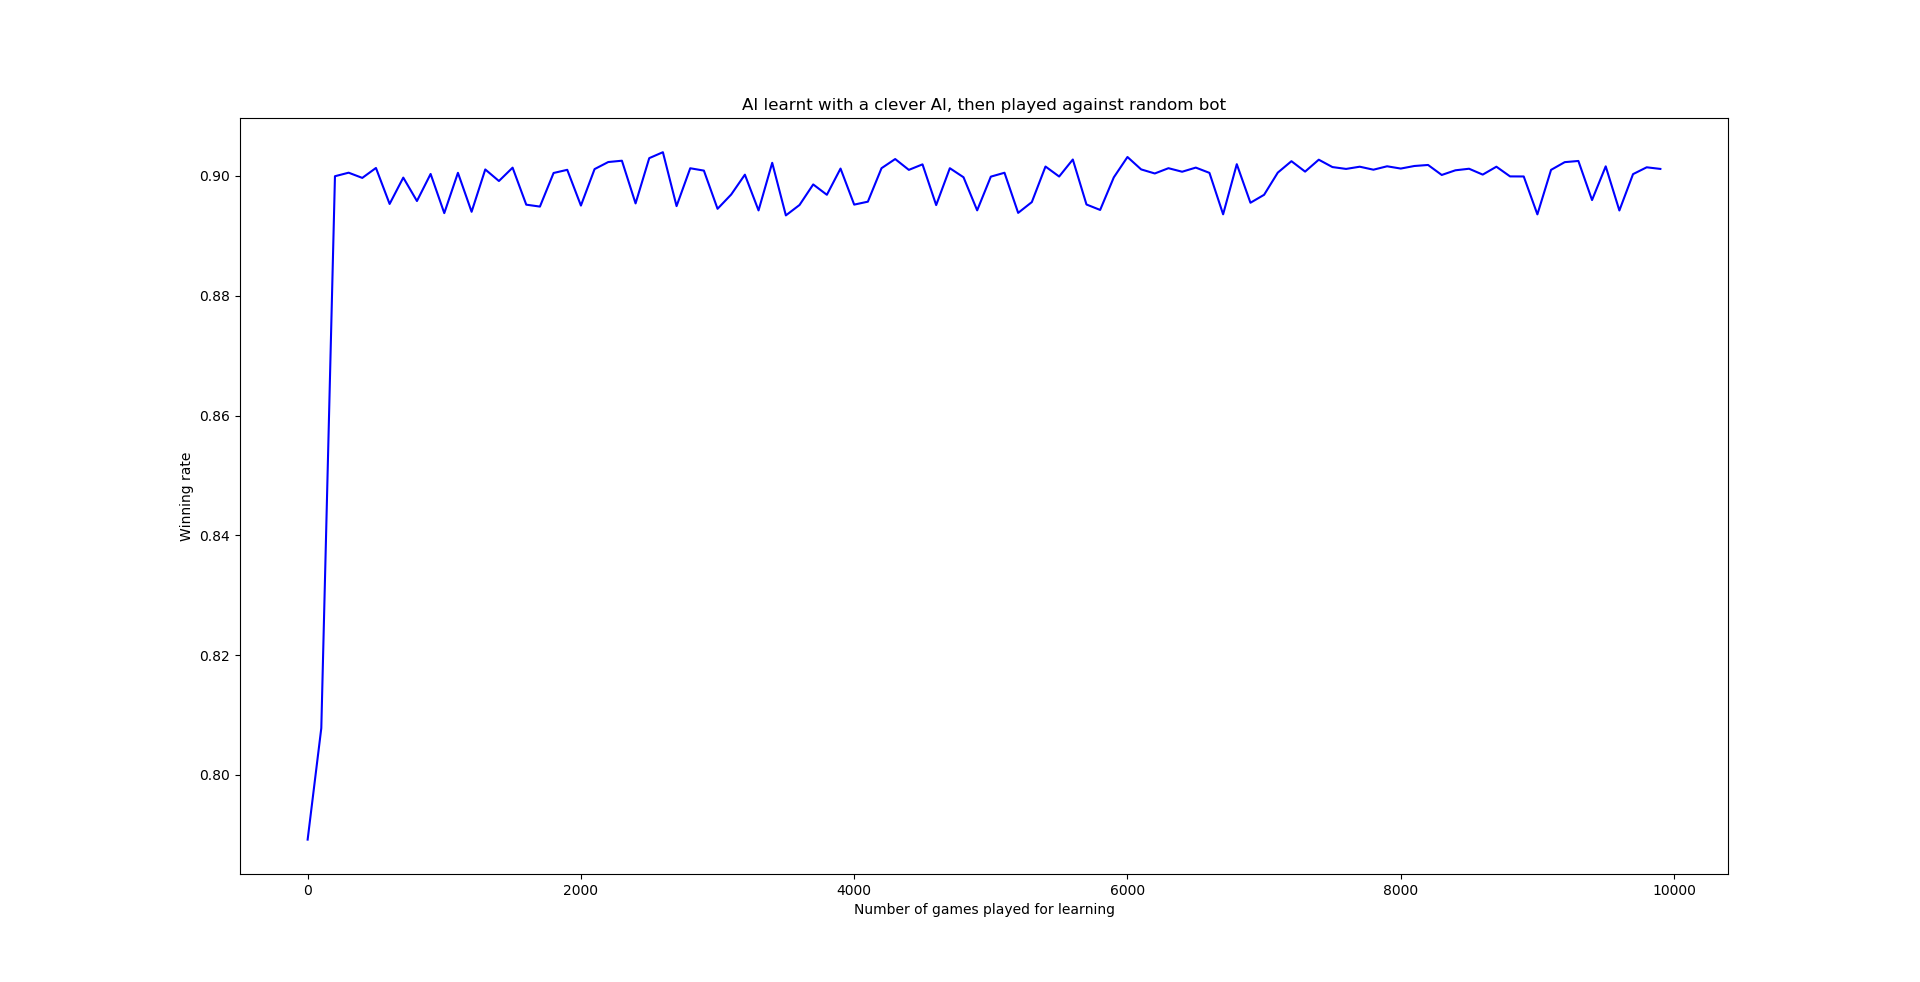 AI learnt with a clever AI, then played against random bot
0.90
0.88
0.86
0.84
0.82
0.80
Winning rate
0 2000 4000 6000 8000 10000
Number of games played for learning